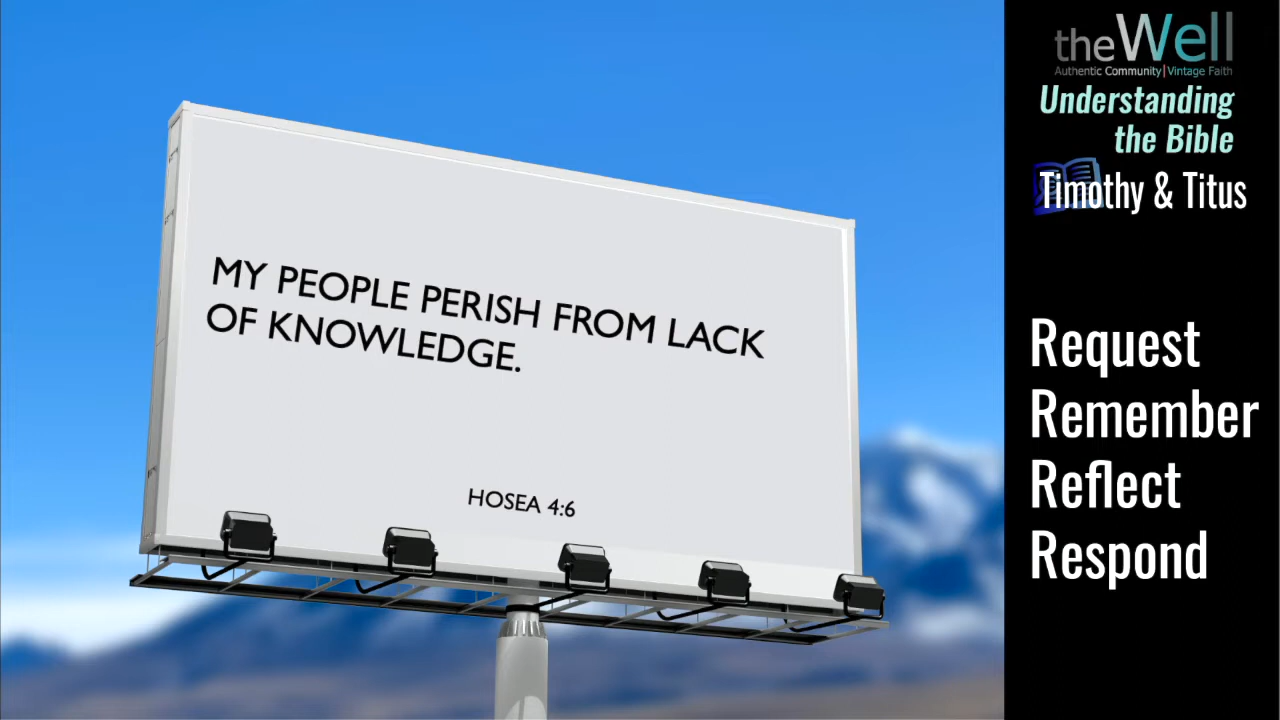 MY PEOPLE PERISH FROM LACK
OF KNOWLEDGE.
HOSEA 4:6
theWell
Authentic Community|Vintage Faith
Understanding
the Bible
Timothy & Titus
Request
Remember
Reflect
Respond